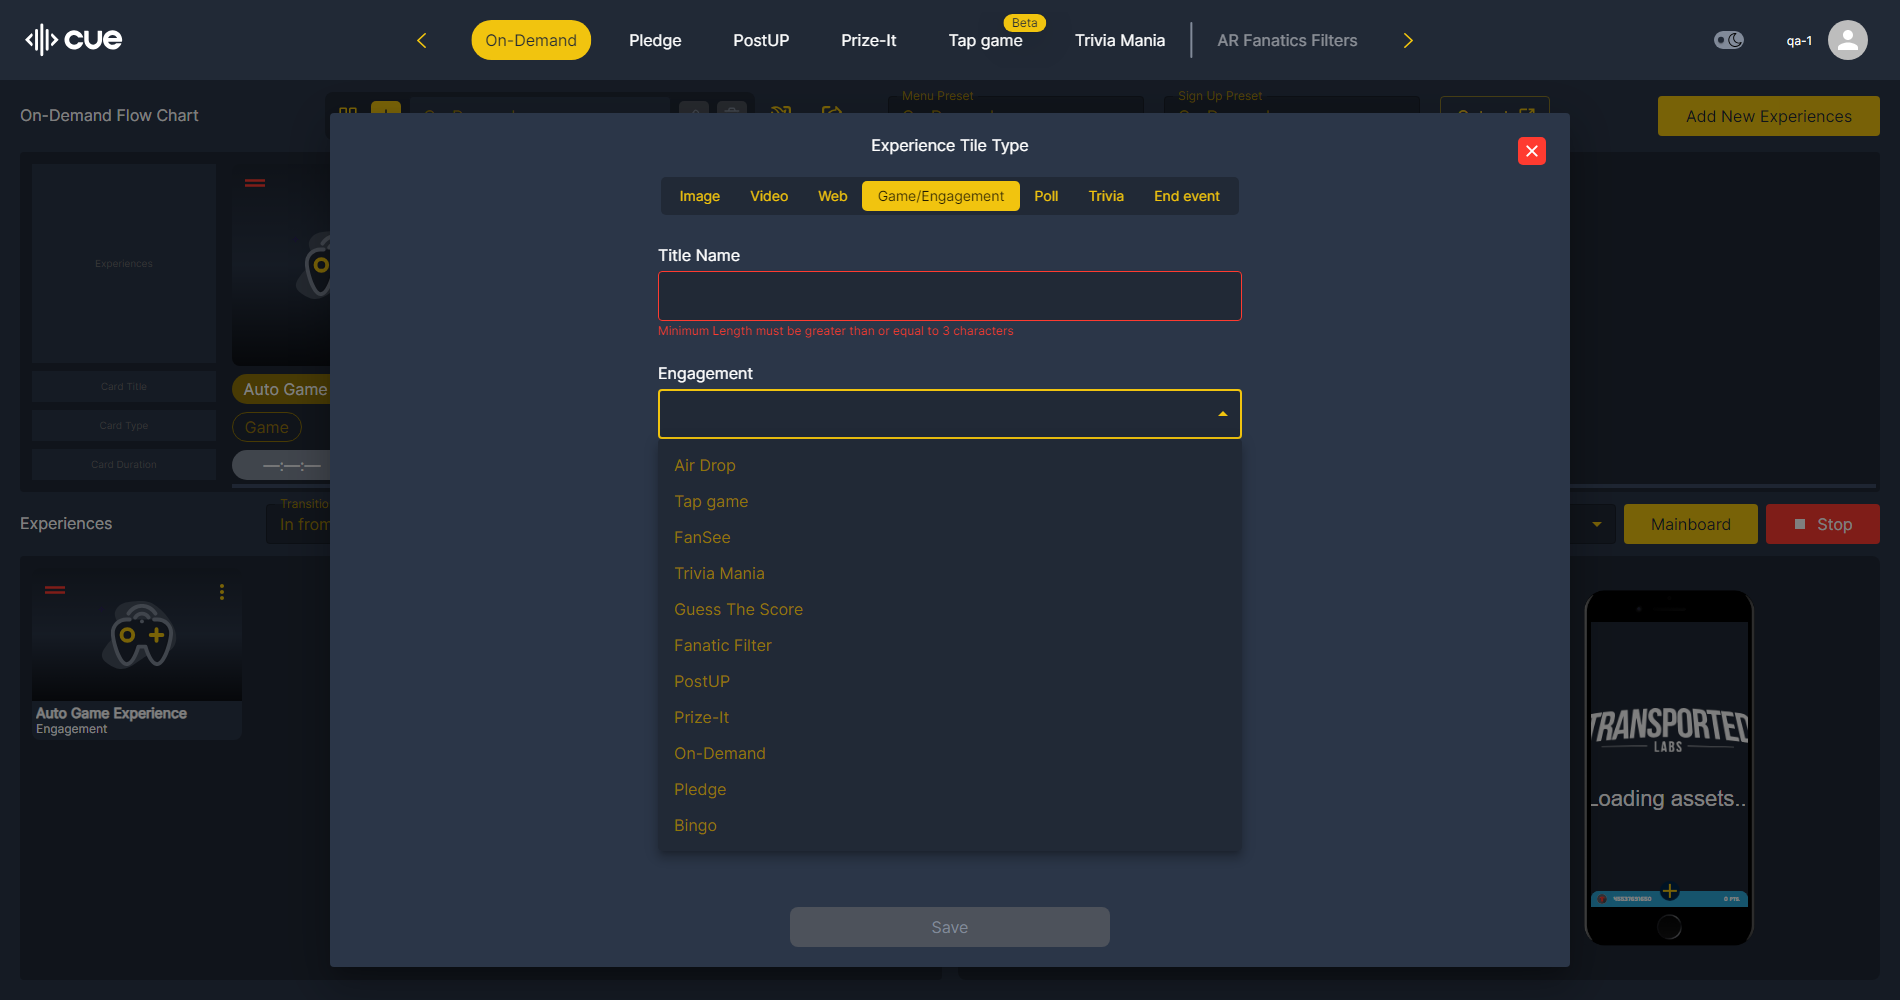 cue
On-Demand
Pledge
PostUP
Prize-It
Tap game
Beta
Trivia Mania
AR Fanatics Filters
qa-1
On-Demand Flow Chart
Menu Preset
Sign Up Preset
Add New Experiences
Experience Tile Type
Image
Video
Web
Game/Engagement
Poll
Trivia
End event
Experiences
Title Name
Minimum Length must be greater than or equal to 3 characters
Engagement
Card Title
Auto Game
Card Type
Game
Card Duration
—:—:—
Air Drop
Tap game
FanSee
Trivia Mania
Guess The Score
Fanatic Filter
PostUP
Prize-It
On-Demand
Pledge
Bingo
Experiences
Transitio
In from
Mainboard
Stop
Auto Game Experience
Engagement
TRANSPORTED
LABS
Loading assets..
Save